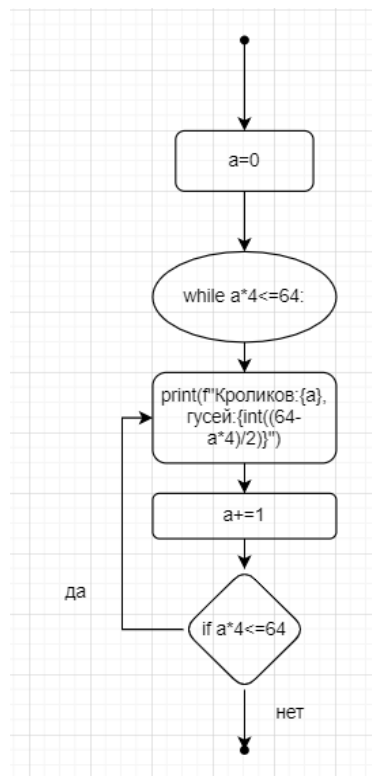 a=0
while a*4<=64:
print(f"Кроликов:{a},
гусей:{int((64-
a*4)/2)}")
a+=1
if a*4<=64
да
нет